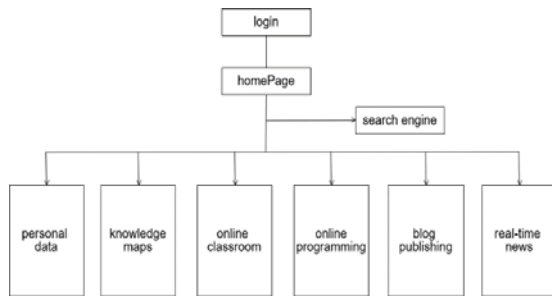 login
homePage
search engine
personal
data
knowledge
maps
online
classroom
online
programming
blog
publishing
real-time
news